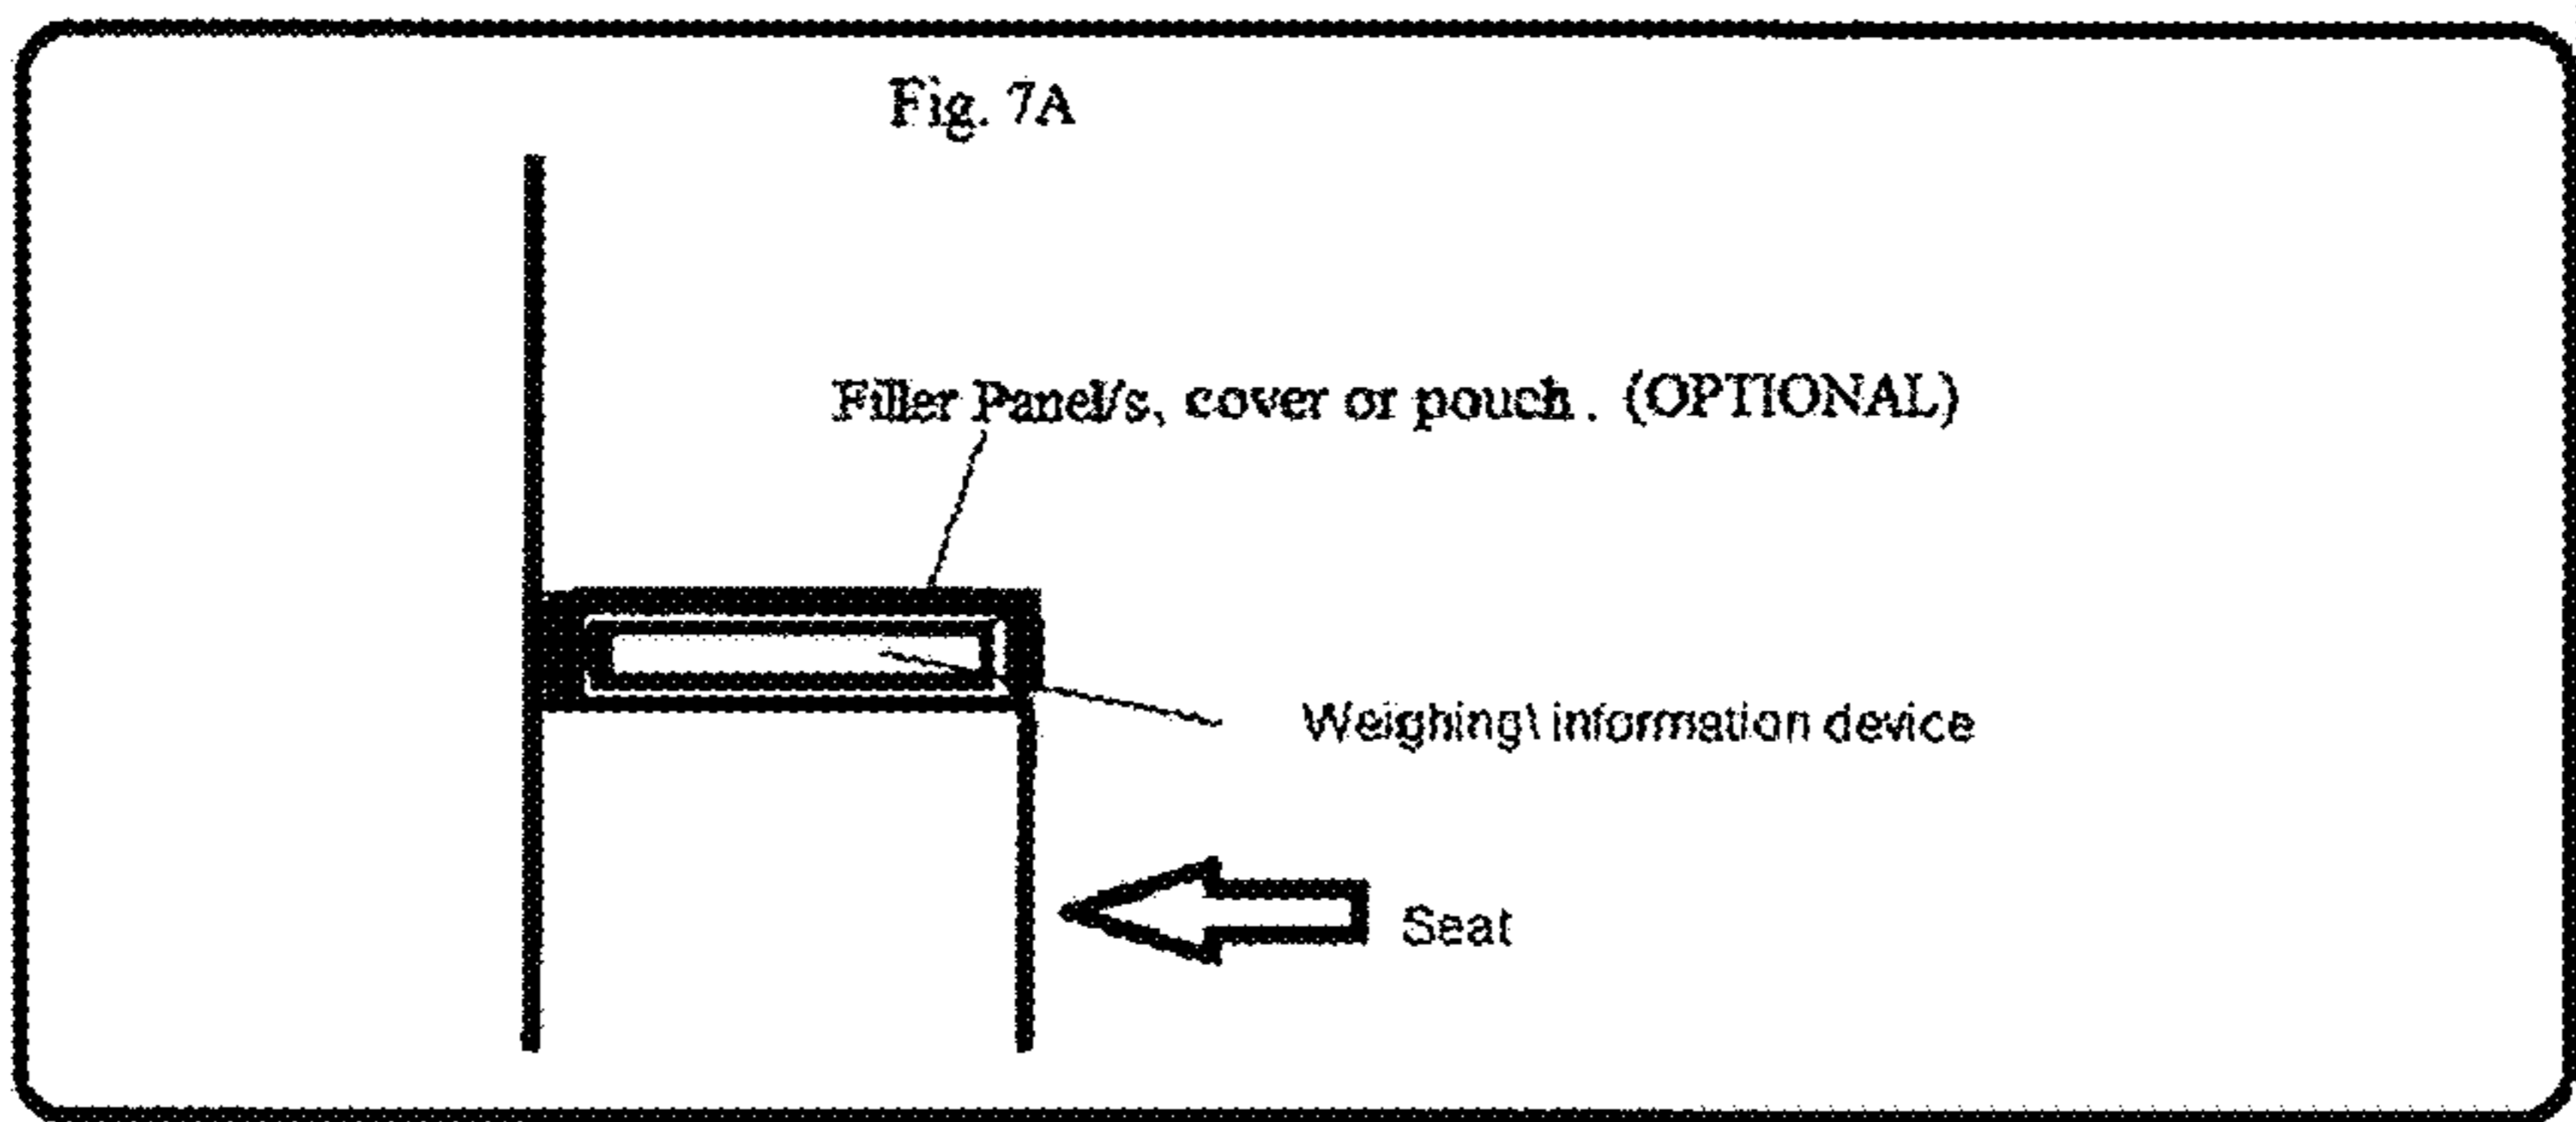 Fig. 7A
Filler Panel/s, cover or pouch. (OPTIONAL)
Weighing\ information device
Seat